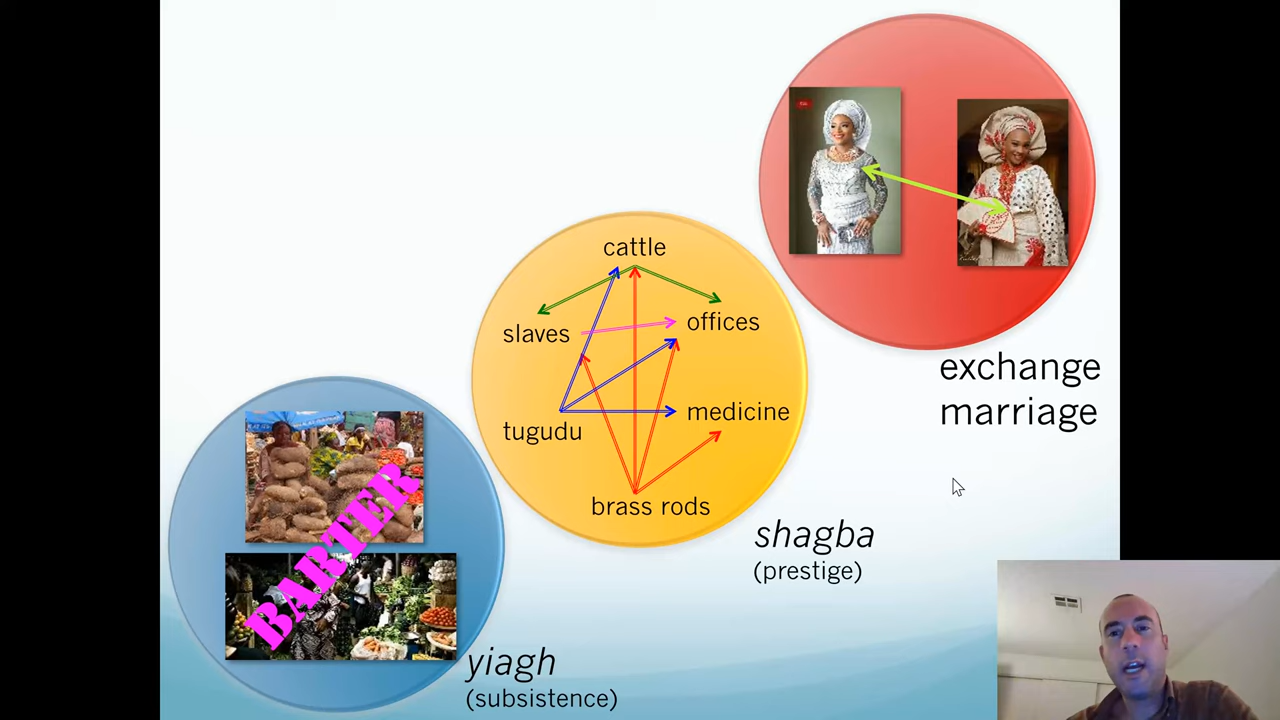 cattle
slaves
offices
tugudu
medicine
brass rods
exchange
marriage
shagba
(prestige)
BARTER
yiagh
(subsistence)